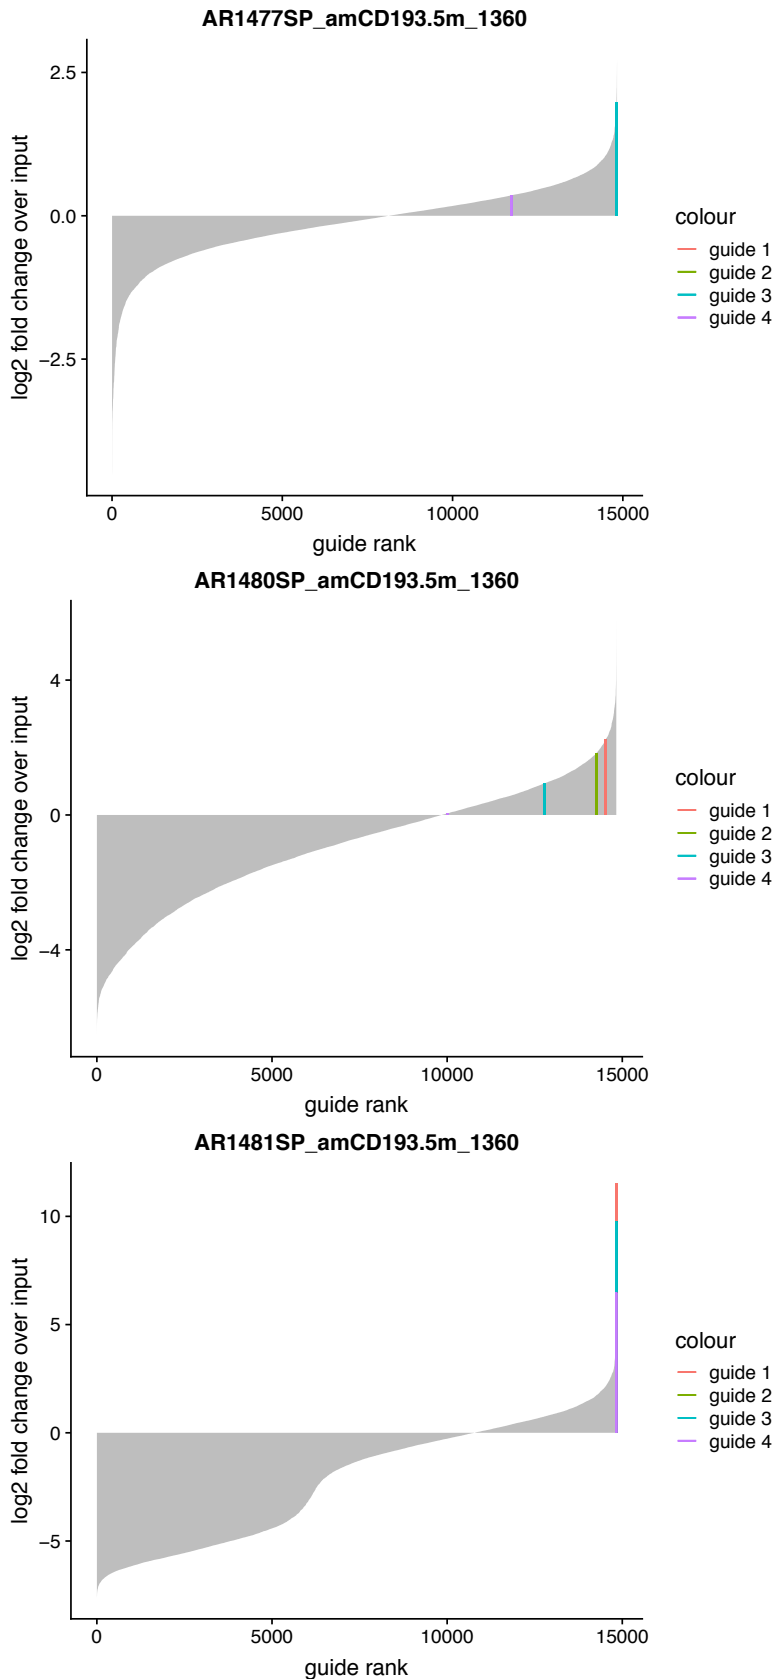 AR1477SP_amCD193.5m_1360
log2 fold change over input
2.5
0.0
−2.5
0
5000
10000
15000
guide rank
colour
guide 1
guide 2
guide 3
guide 4
AR1480SP_amCD193.5m_1360
log2 fold change over input
4
0
−4
0
5000
10000
15000
guide rank
colour
guide 1
guide 2
guide 3
guide 4
AR1481SP_amCD193.5m_1360
log2 fold change over input
10
5
0
−5
0
5000
10000
15000
guide rank
colour
guide 1
guide 2
guide 3
guide 4